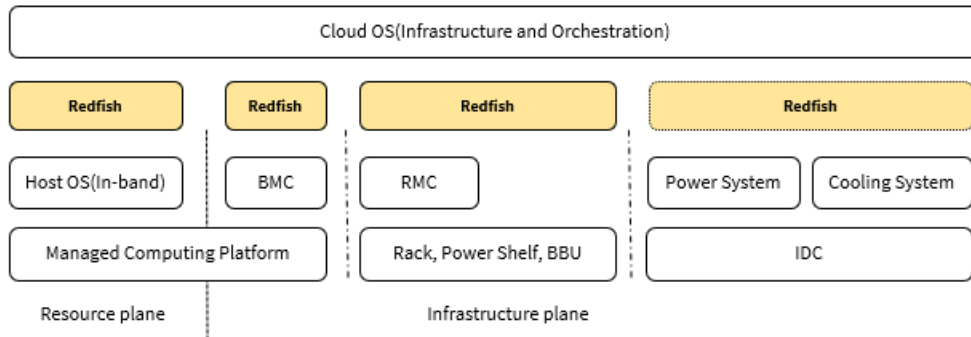 Cloud OS(Infrastructure and Orchestration)
Redfish
Redfish
Redfish
Redfish
Host OS(In-band)
BMC
RMC
Power System
Cooling System
Managed Computing Platform
Rack, Power Shelf, BBU
IDC
Resource plane
Infrastructure plane